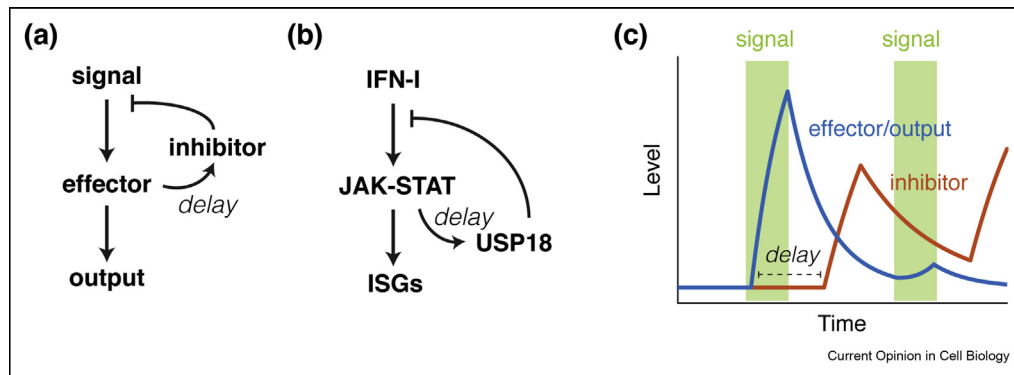 (a)
signal
inhibitor
effector
delay
output
(b)
IFN-I
JAK-STAT
delay
USP18
ISGs
(c)
signal
signal
effector/output
inhibitor
Level
delay
Time
Current Opinion in Cell Biology